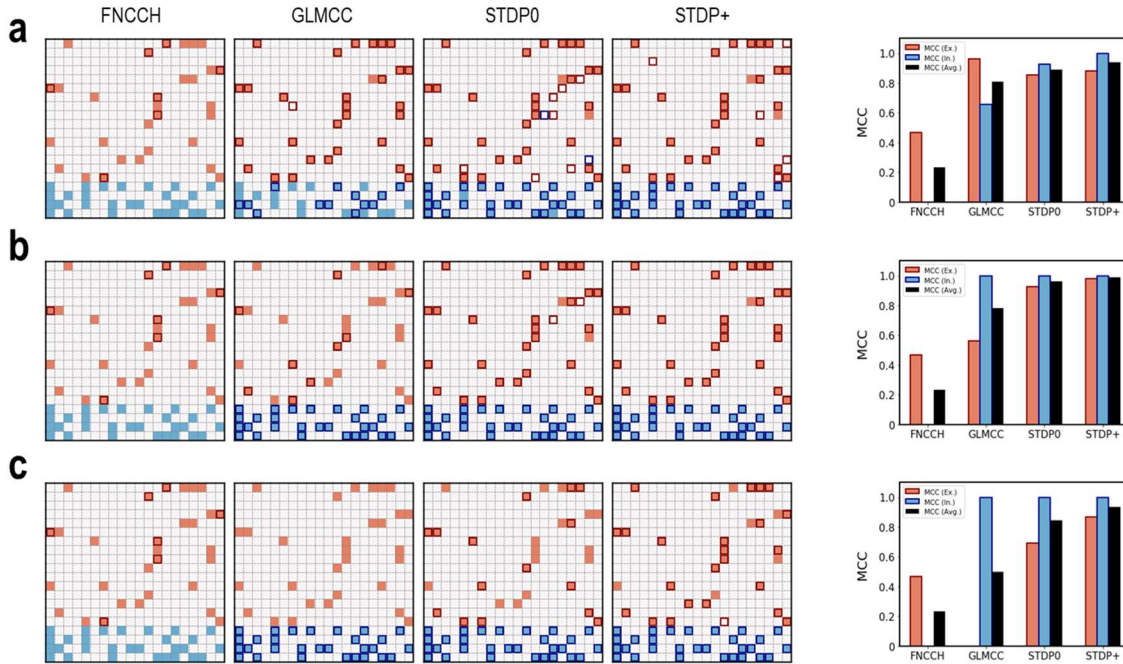 FNCCH GLMCC STDP0 STDP+
a
MCC (Ex.)
MCC (In.)
MCC (Avg.)
MCC
1.0
0.8
0.6
0.4
0.2
0
FNCCH GLMCC STDP0 STDP+
b
MCC (Ex.)
MCC (In.)
MCC (Avg.)
MCC
1.0
0.8
0.6
0.4
0.2
0
FNCCH GLMCC STDP0 STDP+
c
MCC (Ex.)
MCC (In.)
MCC (Avg.)
MCC
1.0
0.8
0.6
0.4
0.2
0
FNCCH GLMCC STDP0 STDP+